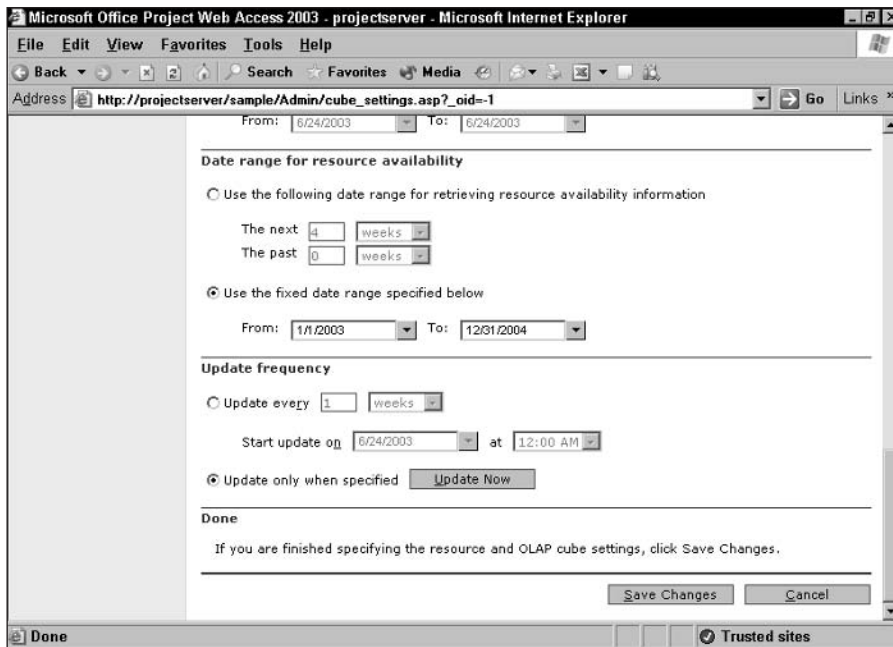 Microsoft Office Project Web Access 2003 - projectserver - Microsoft Internet Explorer
File Edit View Favorites Tools Help
Back Search Favorites Media
Address http://projectserver/sample/Admin/cube_settings.asp?_oid=-1 Go Links »
From: 6/24/2003 To: 6/24/2003
Date range for resource availability
Use the following date range for retrieving resource availability information
The next 4 weeks
The past 0 weeks
Use the fixed date range specified below
From: 1/1/2003 To: 12/31/2004
Update frequency
Update every 1 weeks
Start update on 6/24/2003 at 12:00 AM
Update only when specified Update Now
Done
If you are finished specifying the resource and OLAP cube settings, click Save Changes.
Save Changes Cancel
Done Trusted sites